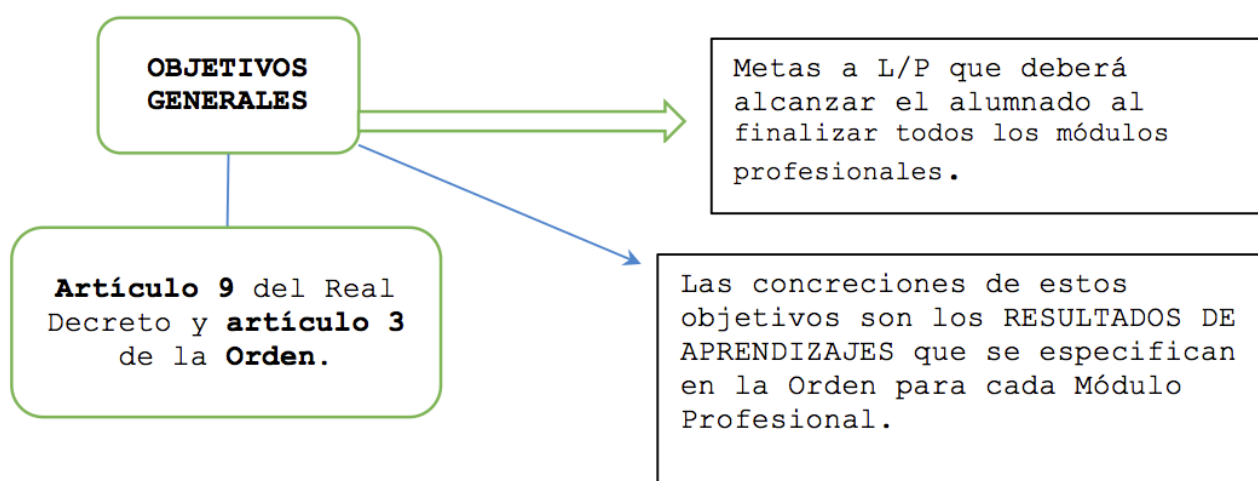 OBJETIVOS
GENERALES
Metas a L/P que deberá
alcanzar el alumnado al
finalizar todos los módulos
profesionales.
Artículo 9 del Real
Decreto y artículo 3
de la Orden.
Las concreciones de estos
objetivos son los RESULTADOS DE
APRENDIZAJES que se especifican
en la Orden para cada Módulo
Profesional.